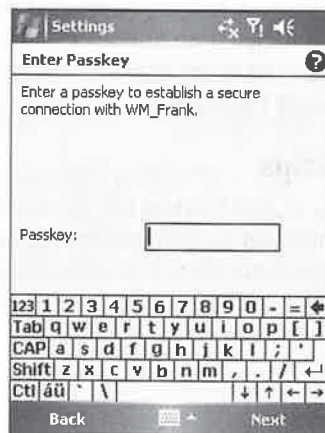 Settings
Enter Passkey
?
Enter a passkey to establish a secure
connection with WM_Frank.
Passkey:
123 1 2 3 4 5 6 7 8 9 0 - =
Tab q w e r t y u i o p [ ]
CAP a s d f g h j k l ; '
Shift z x c v b n m , . /
Ctl áü ` \
Back Next